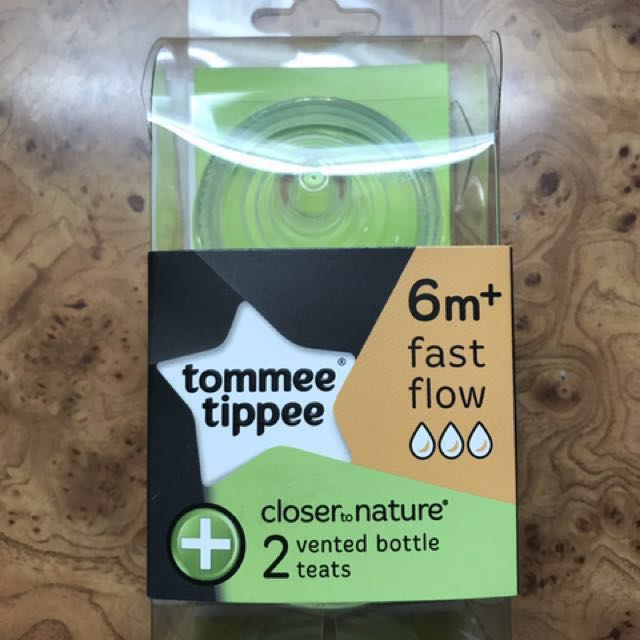 6m+
fast
flow
tommee®
tippee
closer to nature®
2 vented bottle
teats